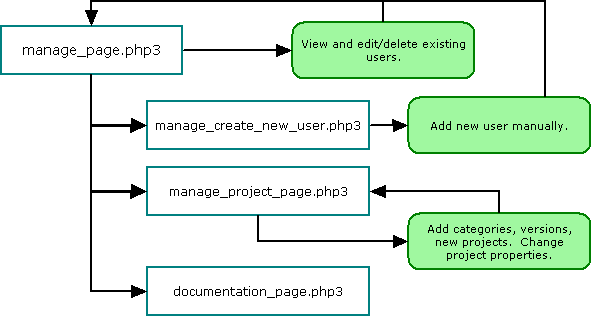 manage_page.php3
View and edit/delete existing
users.
manage_create_new_user.php3
Add new user manually.
manage_project_page.php3
Add categories, versions,
new projects.  Change
project properties.
documentation_page.php3